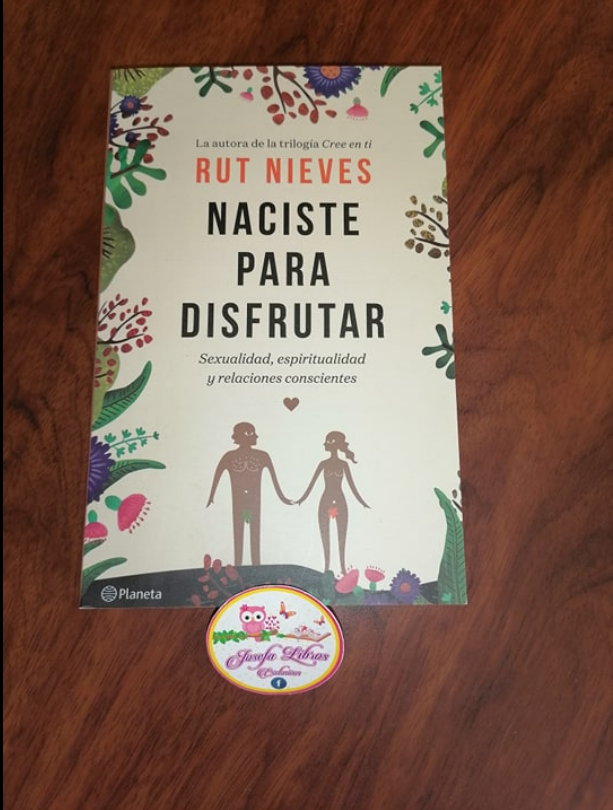 La autora de la trilogía Cree en ti
RUT NIEVES
NACISTE
PARA
DISFRUTAR
Sexualidad, espiritualidad
y relaciones conscientes
Planeta
Josefa Libros
f